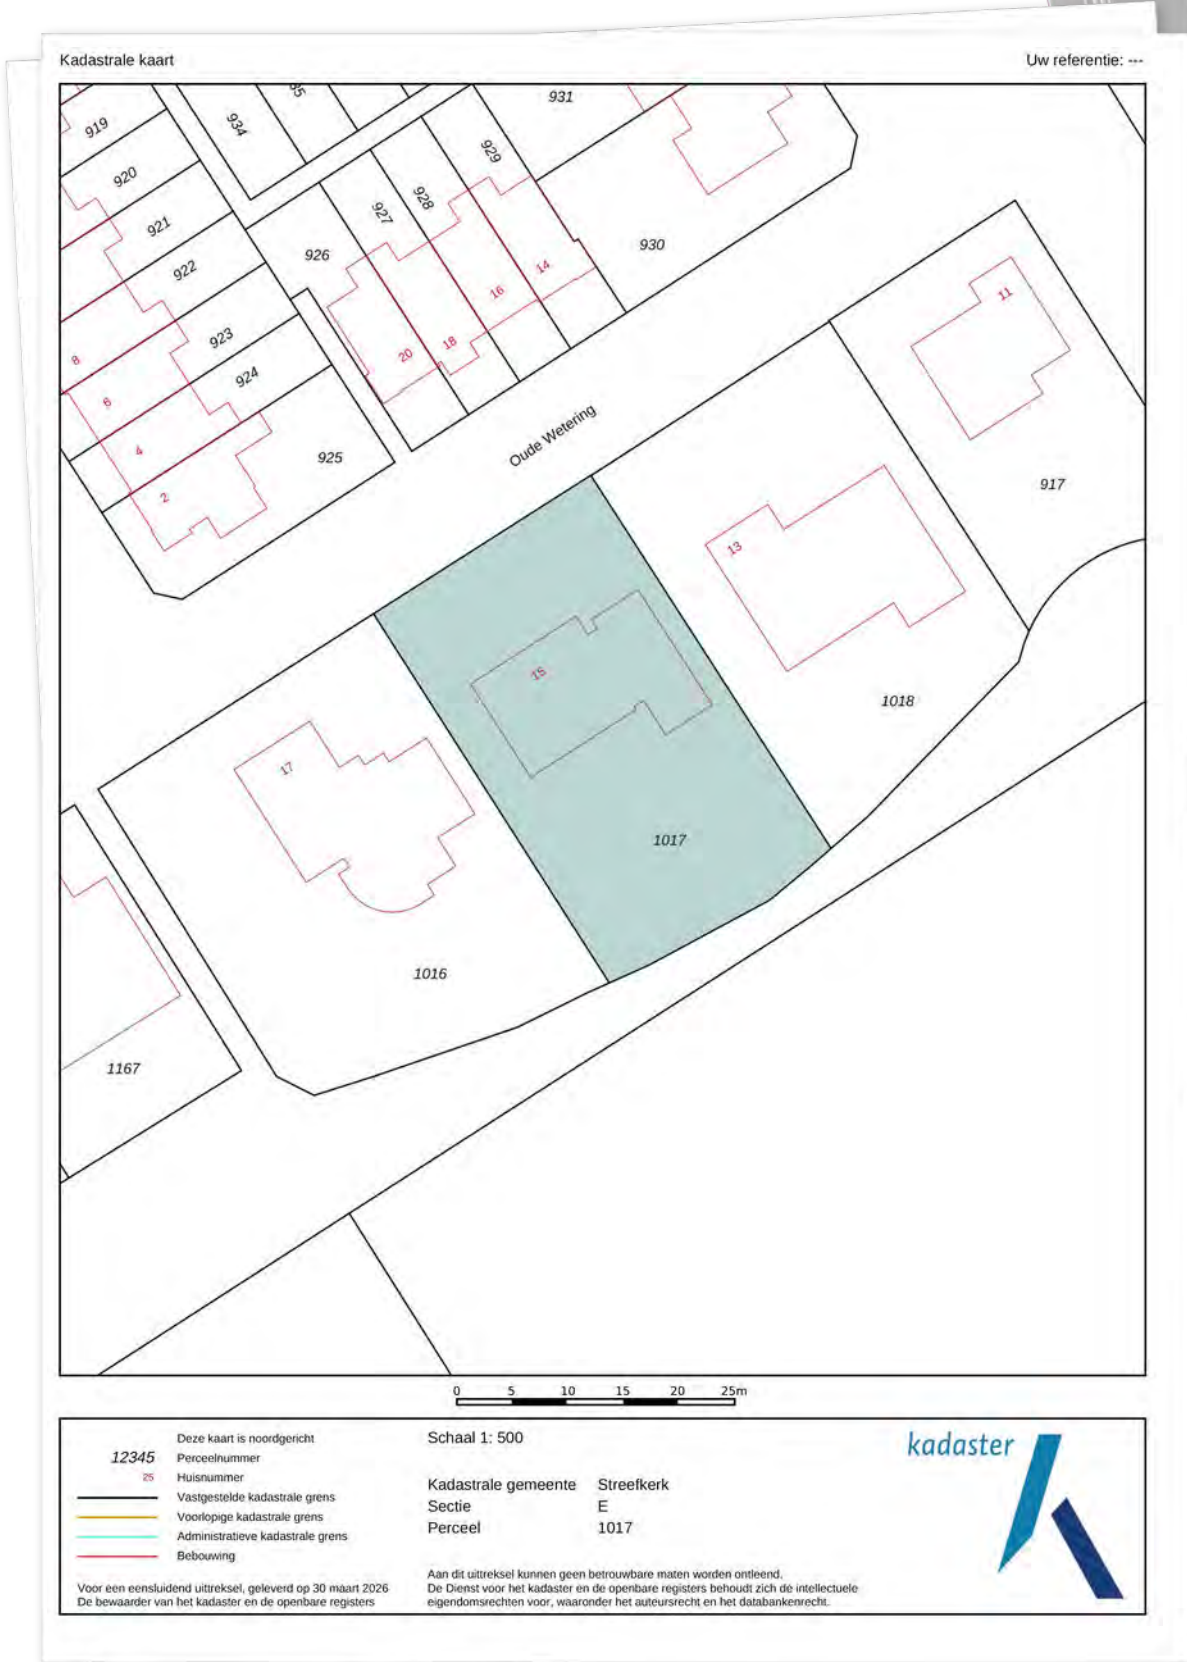 Kadastrale kaart
Uw referentie: ---
931
35
934
919
929
920
928
927
921
930
926
922
11
14
16
923
8
18
20
924
6
Oude Wetering
4
925
917
2
13
15
1018
17
1017
1016
1167
0 5 10 15 20 25m
Deze kaart is noordgericht
12345 Perceelnummer
25 Huisnummer
Vastgestelde kadastrale grens
Voorlopige kadastrale grens
Administratieve kadastrale grens
Bebouwing
Voor een eensluidend uittreksel, geleverd op 30 maart 2026
De bewaarder van het kadaster en de openbare registers
Schaal 1: 500
Kadastrale gemeente Streefkerk
Sectie E
Perceel 1017
Aan dit uittreksel kunnen geen betrouwbare maten worden ontleend.
De Dienst voor het kadaster en de openbare registers behoudt zich de intellectuele
eigendomsrechten voor, waaronder het auteursrecht en het databankenrecht.
kadaster